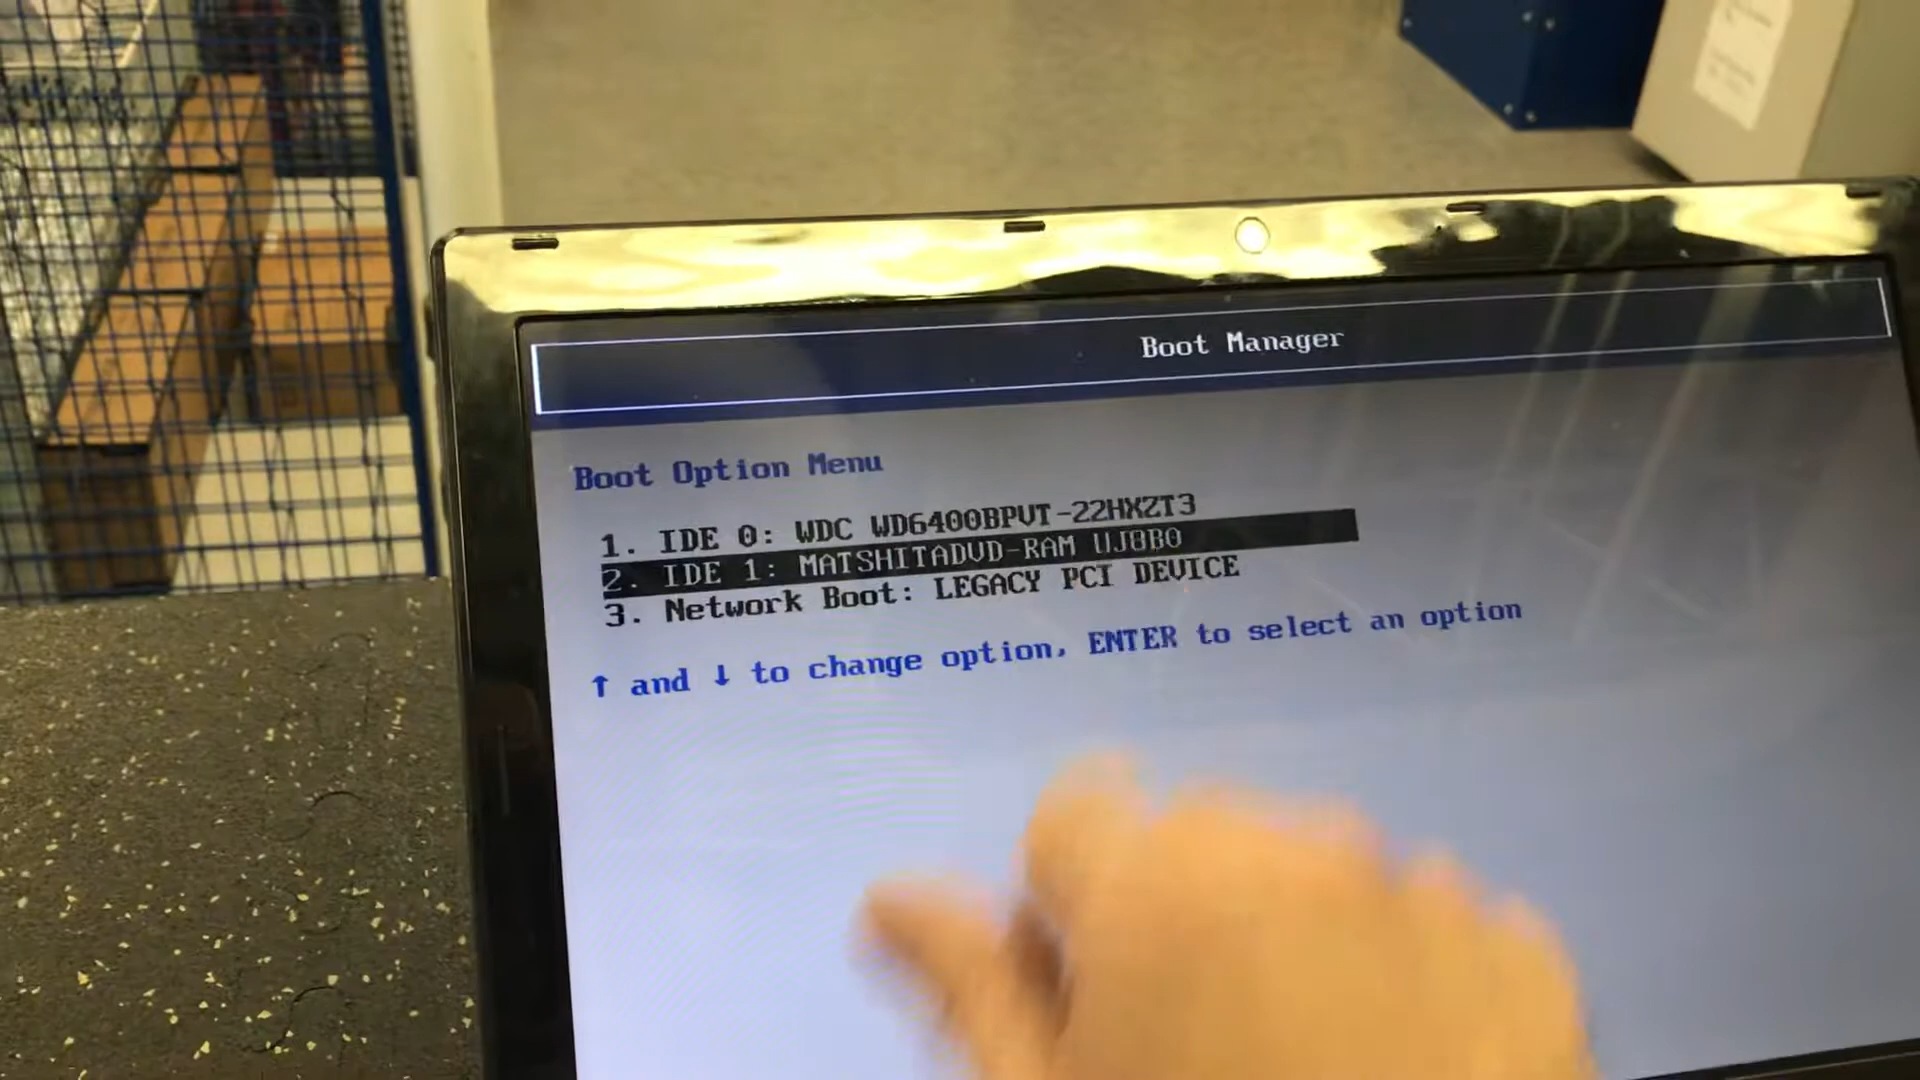 Boot Manager
Boot Option Menu
1. IDE 0: WDC WD6400BPVT-22HXZT3
2. IDE 1: MATSHITADVD-RAM UJ8B0
3. Network Boot: LEGACY PCI DEVICE
↑ and ↓ to change option, ENTER to select an option